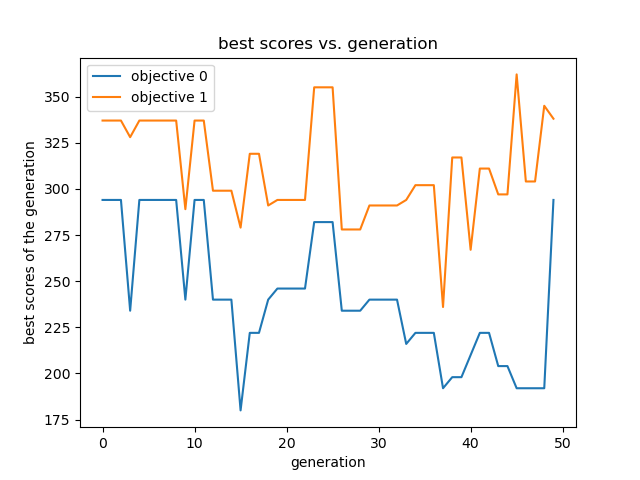 best scores vs. generation
objective 0
objective 1
best scores of the generation
350
325
300
275
250
225
200
175
0 10 20 30 40 50
generation